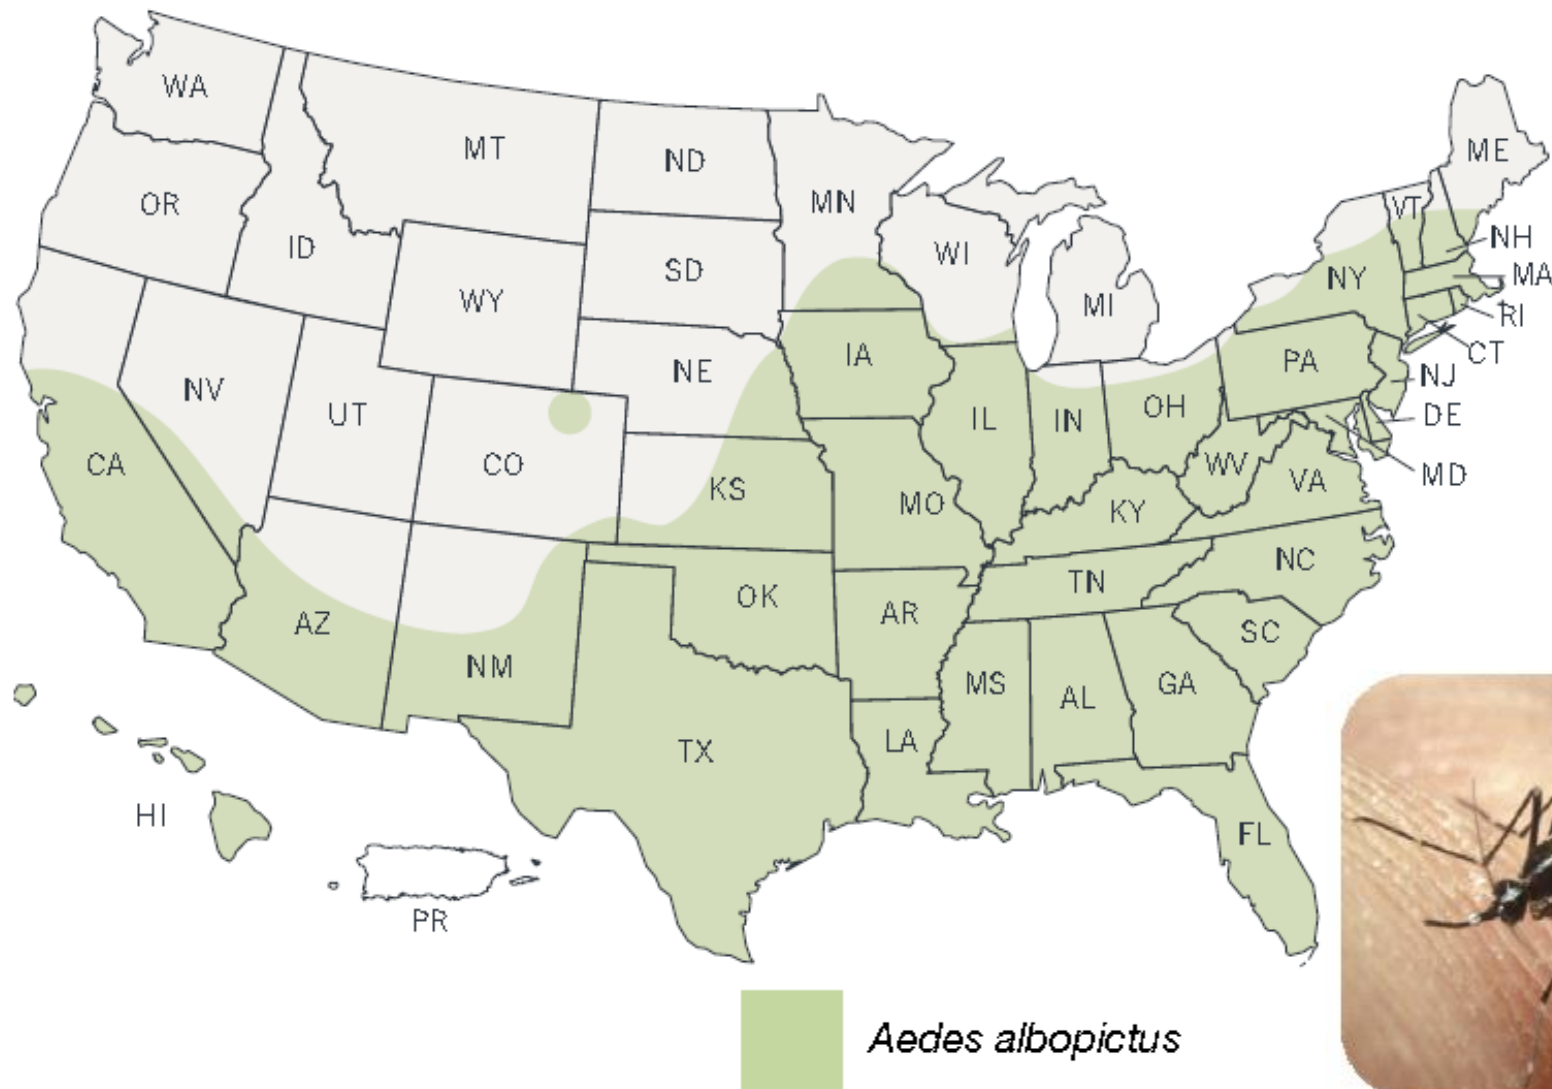 WA
MT
ND
MN
ME
OR
ID
VT
NH
WI
SD
MA
WY
NY
MI
RI
IA
CT
PA
NE
NV
NJ
UT
OH
DE
IL
IN
CO
CA
WV
MD
KS
VA
MO
KY
NC
TN
OK
AR
AZ
SC
NM
MS
GA
AL
LA
TX
HI
FL
PR
Aedes albopictus